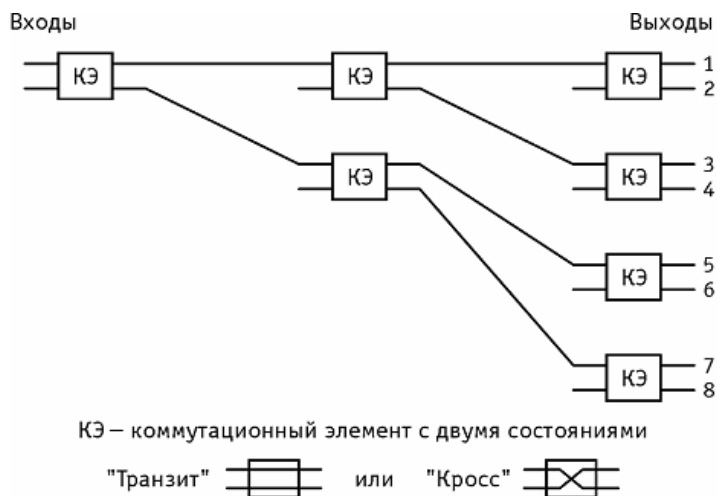 Входы Выходы
КЭ КЭ КЭ 1
2
КЭ КЭ 3
4
КЭ 5
6
КЭ 7
8
КЭ — коммутационный элемент с двумя состояниями
"Транзит" или "Кросс"